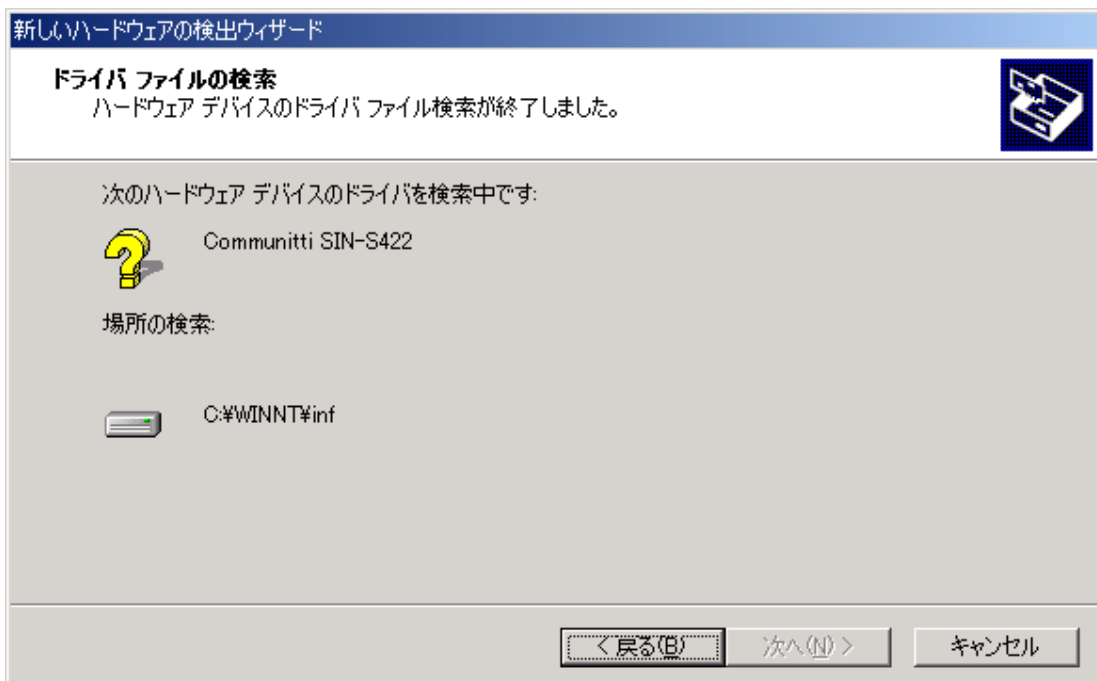 新しいハードウェアの検出ウィザード
ドライバ ファイルの検索
ハードウェア デバイスのドライバ ファイル検索が終了しました。
次のハードウェア デバイスのドライバを検索中です:
Communitti SIN-S422
場所の検索:
C:¥WINNT¥inf
< 戻る(B)
次へ(N) >
キャンセル